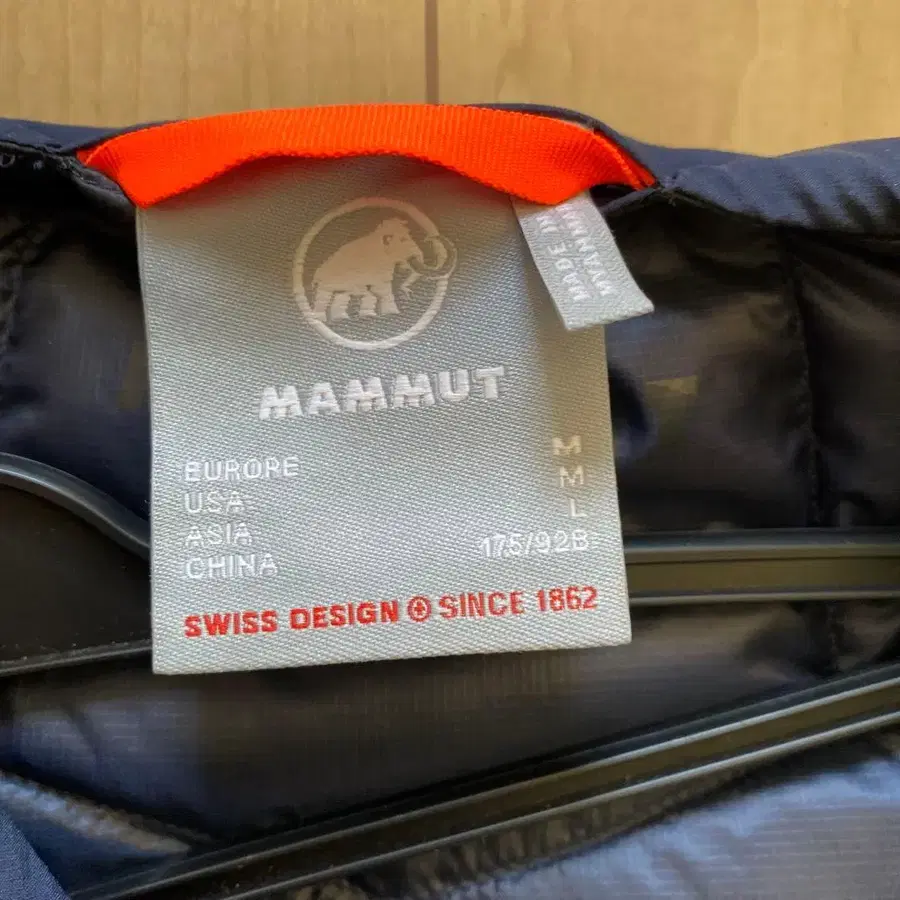 MAMMUT
EUROPE M
USA M
ASIA L
CHINA 175/92B
SWISS DESIGN SINCE 1862
MADE IN
MYANMAR